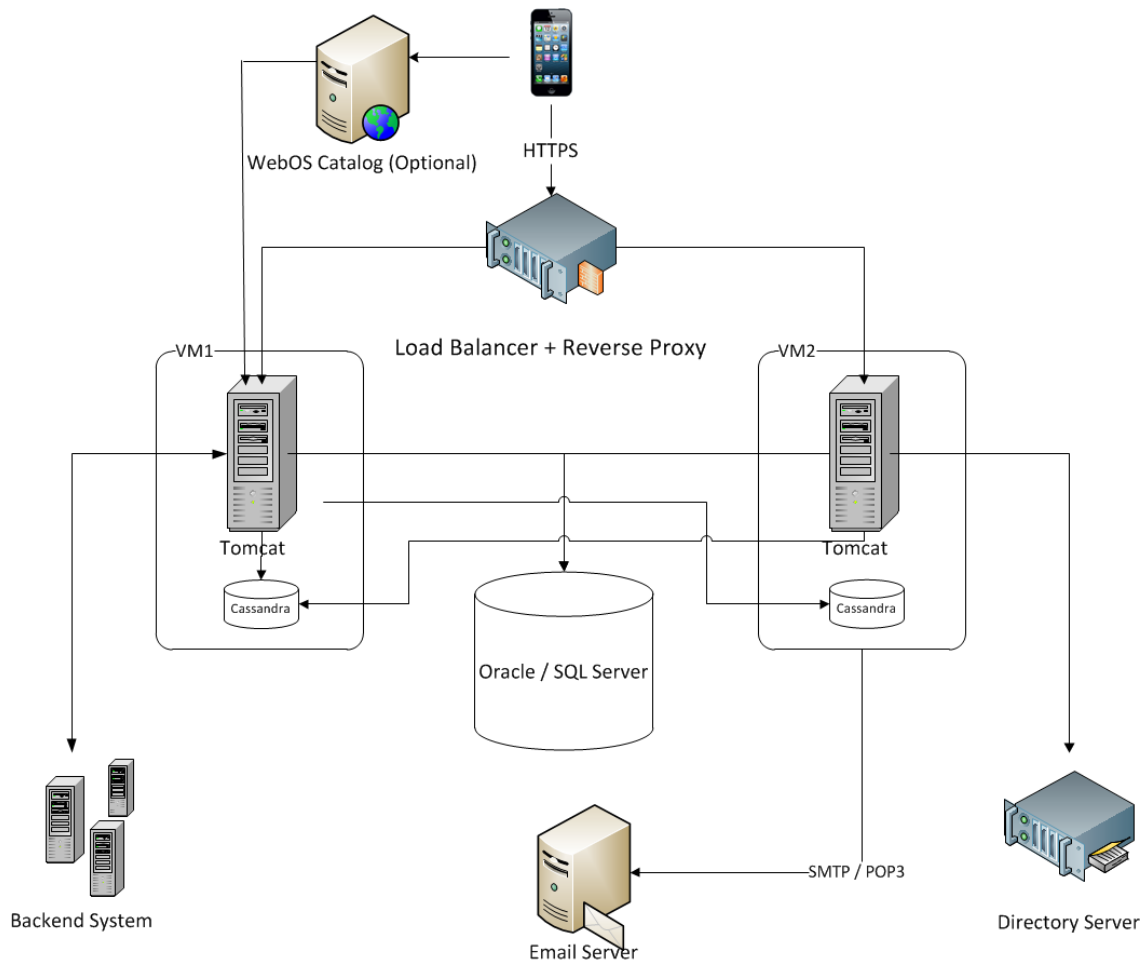 WebOS Catalog (Optional)
HTTPS
Load Balancer + Reverse Proxy
VM1
VM2
Tomcat
Tomcat
Cassandra
Cassandra
Oracle / SQL Server
SMTP / POP3
Backend System
Email Server
Directory Server